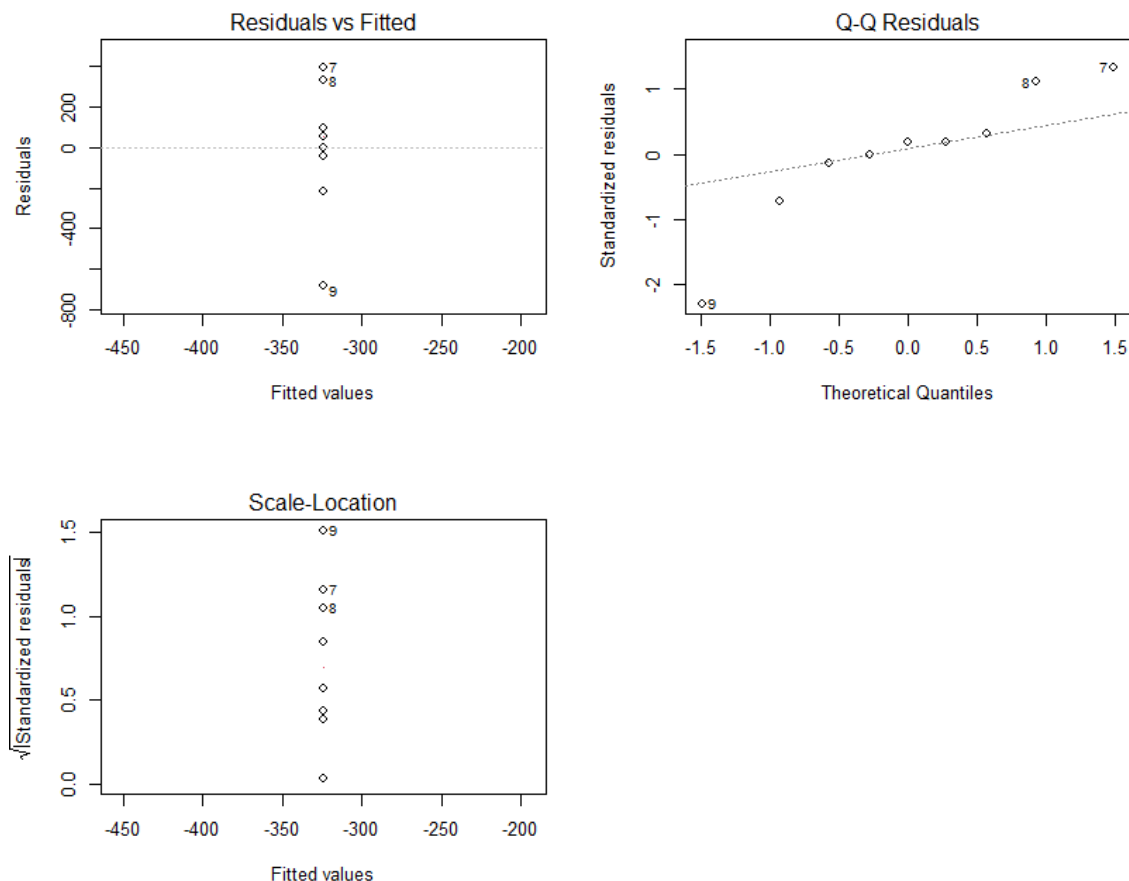 Residuals vs Fitted
Residuals
200
0
-400
-800
7
8
9
-450 -400 -350 -300 -250 -200
Fitted values
Q-Q Residuals
Standardized residuals
1
0
-1
-2
7
8
9
-1.5 -1.0 -0.5 0.0 0.5 1.0 1.5
Theoretical Quantiles
Scale-Location
√|Standardized residuals|
1.5
1.0
0.5
0.0
9
7
8
-450 -400 -350 -300 -250 -200
Fitted values